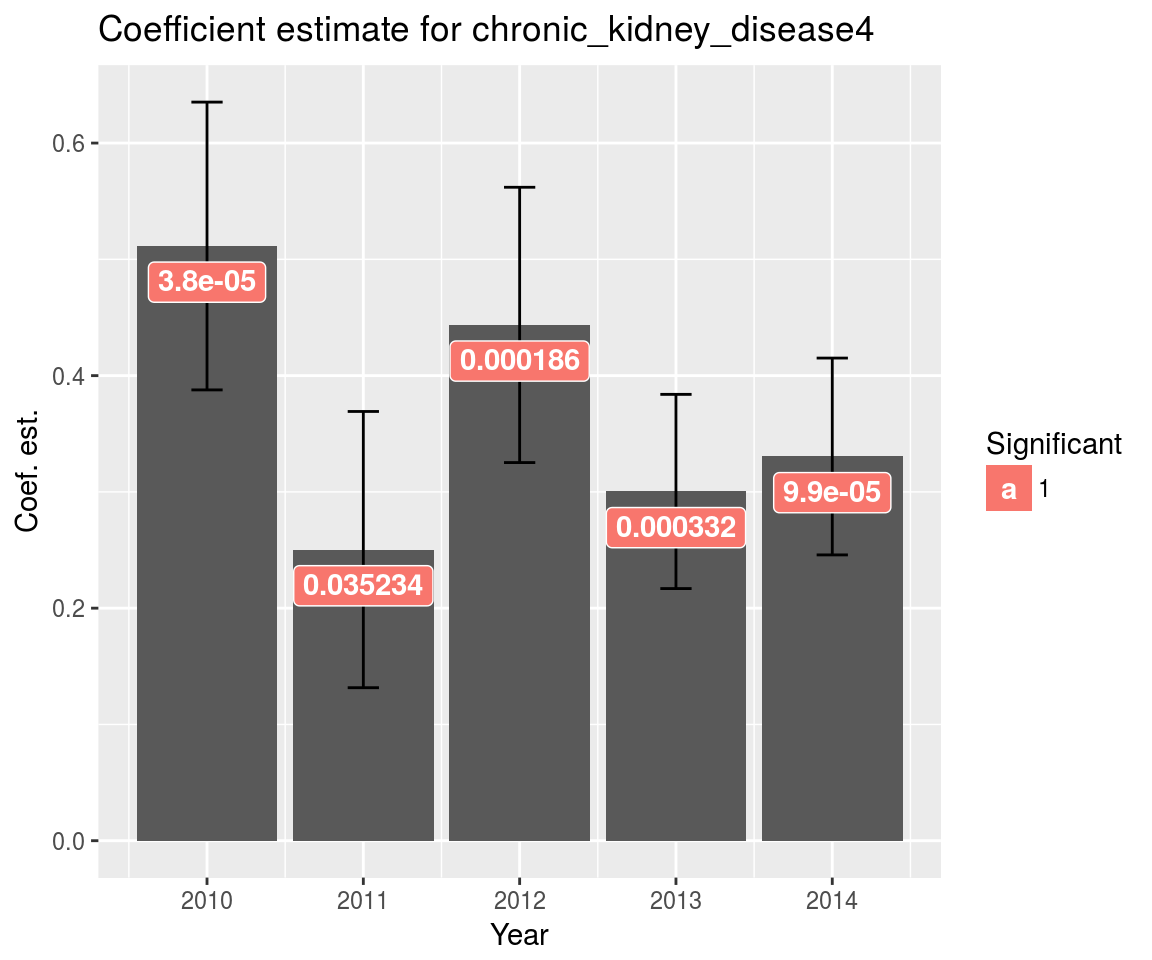 Coefficient estimate for chronic_kidney_disease4
Coef. est.
0.6
0.4
0.2
0.0
3.8e-05
0.035234
0.000186
0.000332
9.9e-05
2010 2011 2012 2013 2014
Year
Significant
a 1